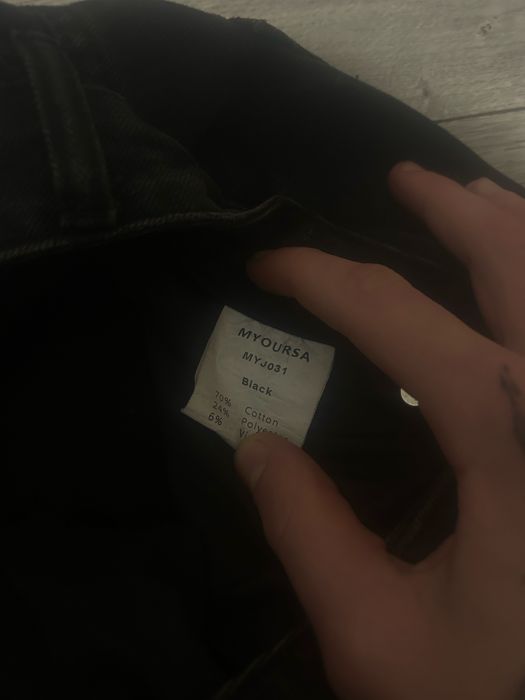 MYOURSA
MYJ031
Black
70% Cotton
24%
6%